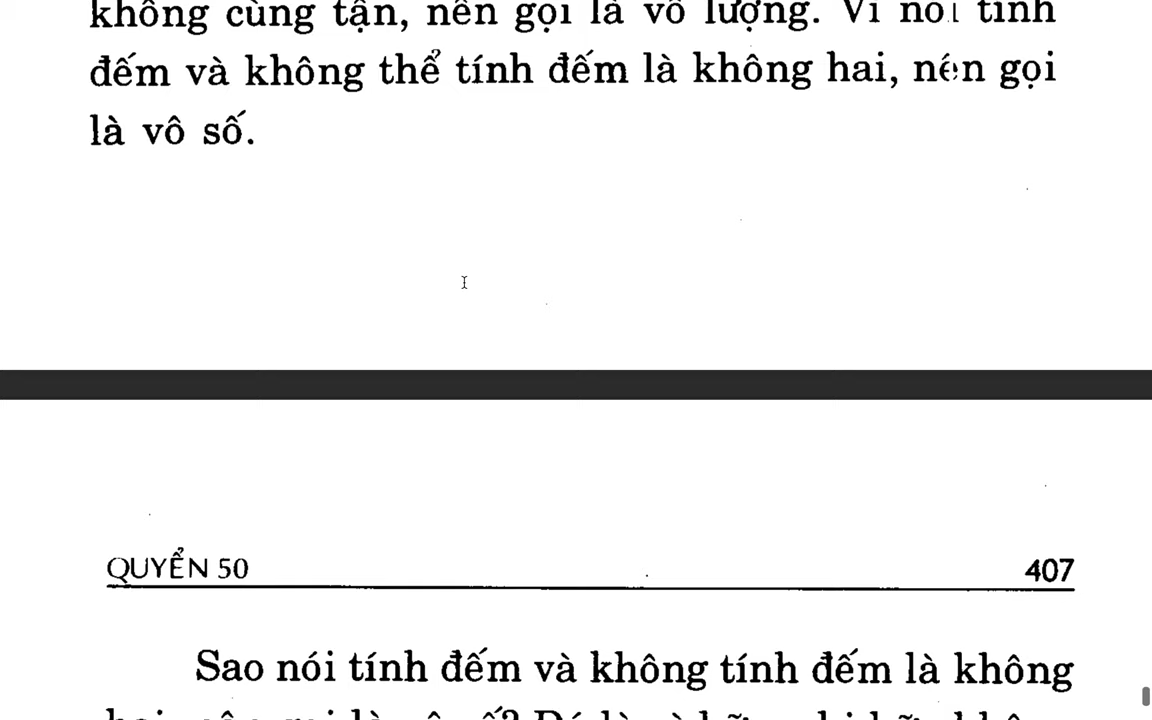 không cùng tận, nên gọi là vô lượng. Vì nói tính
đếm và không thể tính đếm là không hai, nên gọi
là vô số.
QUYỂN 50 407
Sao nói tính đếm và không tính đếm là không